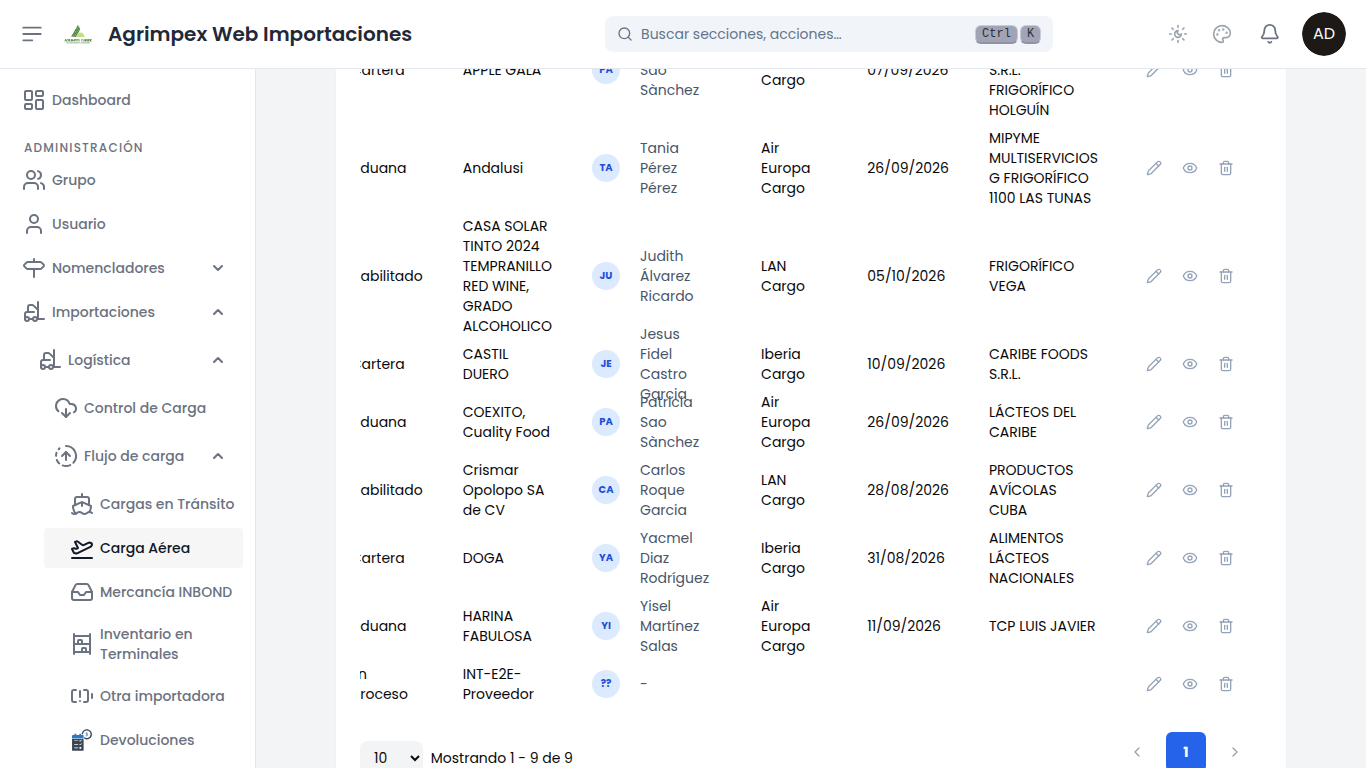 Agrimpex Web Importaciones
Buscar secciones, acciones...
Ctrl
K
AD
Dashboard
ADMINISTRACIÓN
Grupo
Usuario
Nomencladores
Importaciones
Logística
Control de Carga
Flujo de carga
Cargas en Tránsito
Carga Aérea
Mercancía INBOND
Inventario en
Terminales
Otra importadora
Devoluciones
artera
APPLE GALA
PA
Sao
Sànchez
Cargo
07/09/2026
S.R.L.
FRIGORÍFICO
HOLGUÍN
duana
Andalusi
TA
Tania
Pérez
Pérez
Air
Europa
Cargo
26/09/2026
MIPYME
MULTISERVICIOS
G FRIGORÍFICO
1100 LAS TUNAS
abilitado
CASA SOLAR
TINTO 2024
TEMPRANILLO
RED WINE,
GRADO
ALCOHOLICO
JU
Judith
Álvarez
Ricardo
LAN
Cargo
05/10/2026
FRIGORÍFICO
VEGA
artera
CASTIL
DUERO
JE
Jesus
Fidel
Castro
Garcia
Iberia
Cargo
10/09/2026
CARIBE FOODS
S.R.L.
duana
COEXITO,
Cuality Food
PA
Patricia
Sao
Sànchez
Air
Europa
Cargo
26/09/2026
LÁCTEOS DEL
CARIBE
abilitado
Crismar
Opolopo SA
de CV
CA
Carlos
Roque
Garcia
LAN
Cargo
28/08/2026
PRODUCTOS
AVÍCOLAS
CUBA
artera
DOGA
YA
Yacmel
Diaz
Rodríguez
Iberia
Cargo
31/08/2026
ALIMENTOS
LÁCTEOS
NACIONALES
duana
HARINA
FABULOSA
YI
Yisel
Martínez
Salas
Air
Europa
Cargo
11/09/2026
TCP LUIS JAVIER
n
roceso
INT-E2E-
Proveedor
??
-
10
Mostrando 1 - 9 de 9
1